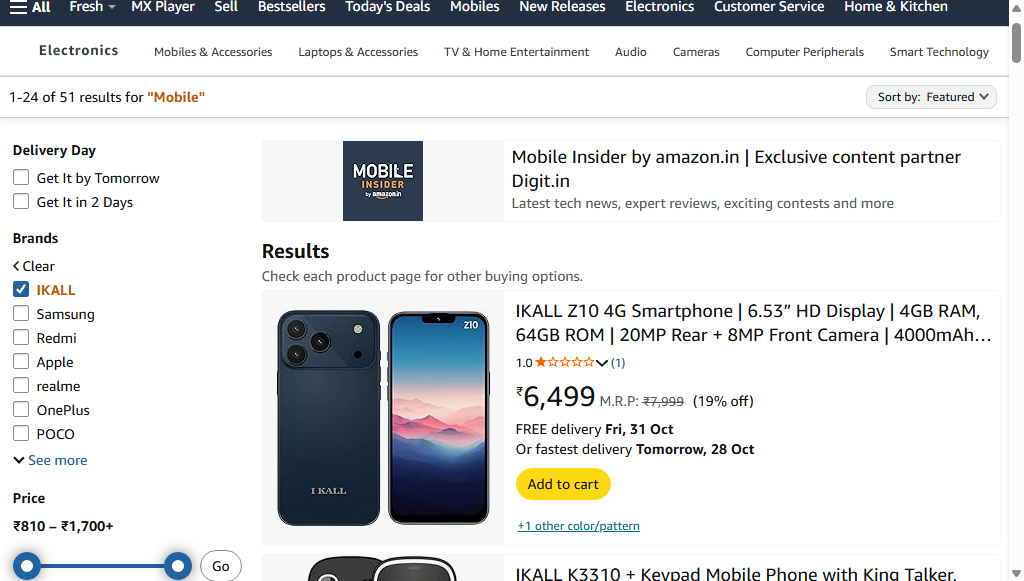 All Fresh MX Player Sell Bestsellers Today's Deals Mobiles New Releases Electronics Customer Service Home & Kitchen
Electronics Mobiles & Accessories Laptops & Accessories TV & Home Entertainment Audio Cameras Computer Peripherals Smart Technology
1-24 of 51 results for "Mobile"
Sort by: Featured
Delivery Day
Get It by Tomorrow
Get It in 2 Days
Brands
Clear
IKALL
Samsung
Redmi
Apple
realme
OnePlus
POCO
See more
Price
₹810 – ₹1,700+
Go
MOBILE
INSIDER
by amazon.in
Mobile Insider by amazon.in | Exclusive content partner
Digit.in
Latest tech news, expert reviews, exciting contests and more
Results
Check each product page for other buying options.
Z10
I KALL
IKALL Z10 4G Smartphone | 6.53” HD Display | 4GB RAM,
64GB ROM | 20MP Rear + 8MP Front Camera | 4000mAh…
1.0 (1)
₹6,499 M.R.P: ₹7,999 (19% off)
FREE delivery Fri, 31 Oct
Or fastest delivery Tomorrow, 28 Oct
Add to cart
+1 other color/pattern
IKALL K3310 + Keypad Mobile Phone with King Talker,